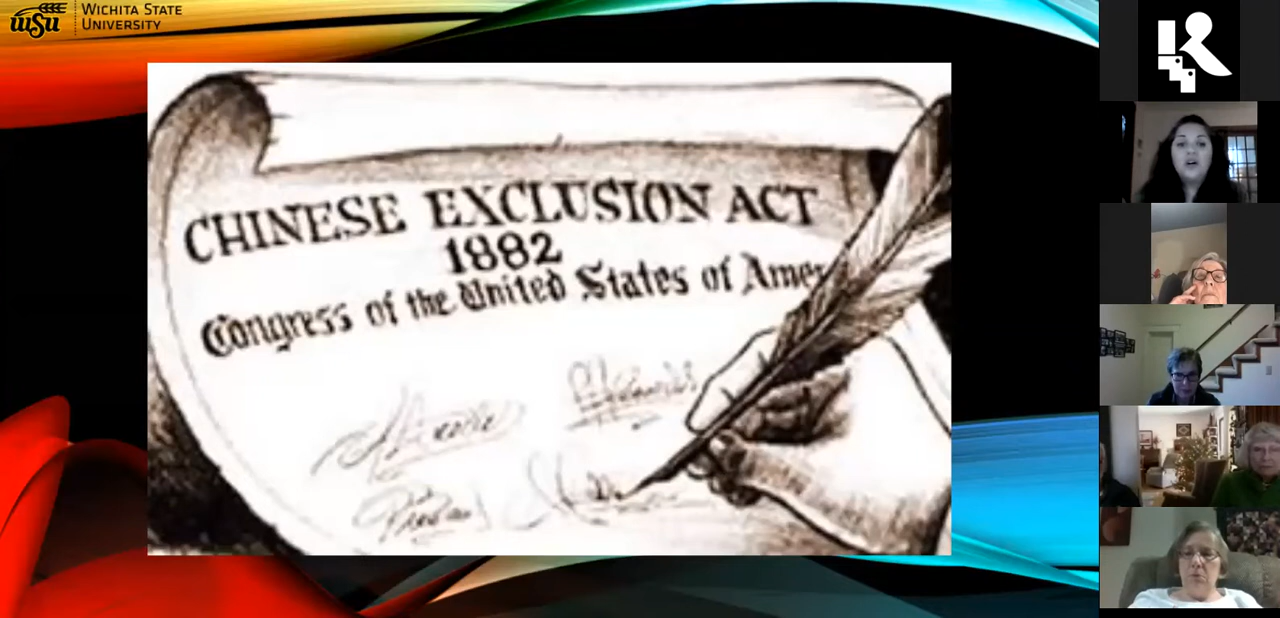 wsu
WICHITA STATE
UNIVERSITY
CHINESE EXCLUSION ACT
1882
Congress of the United States of Amer